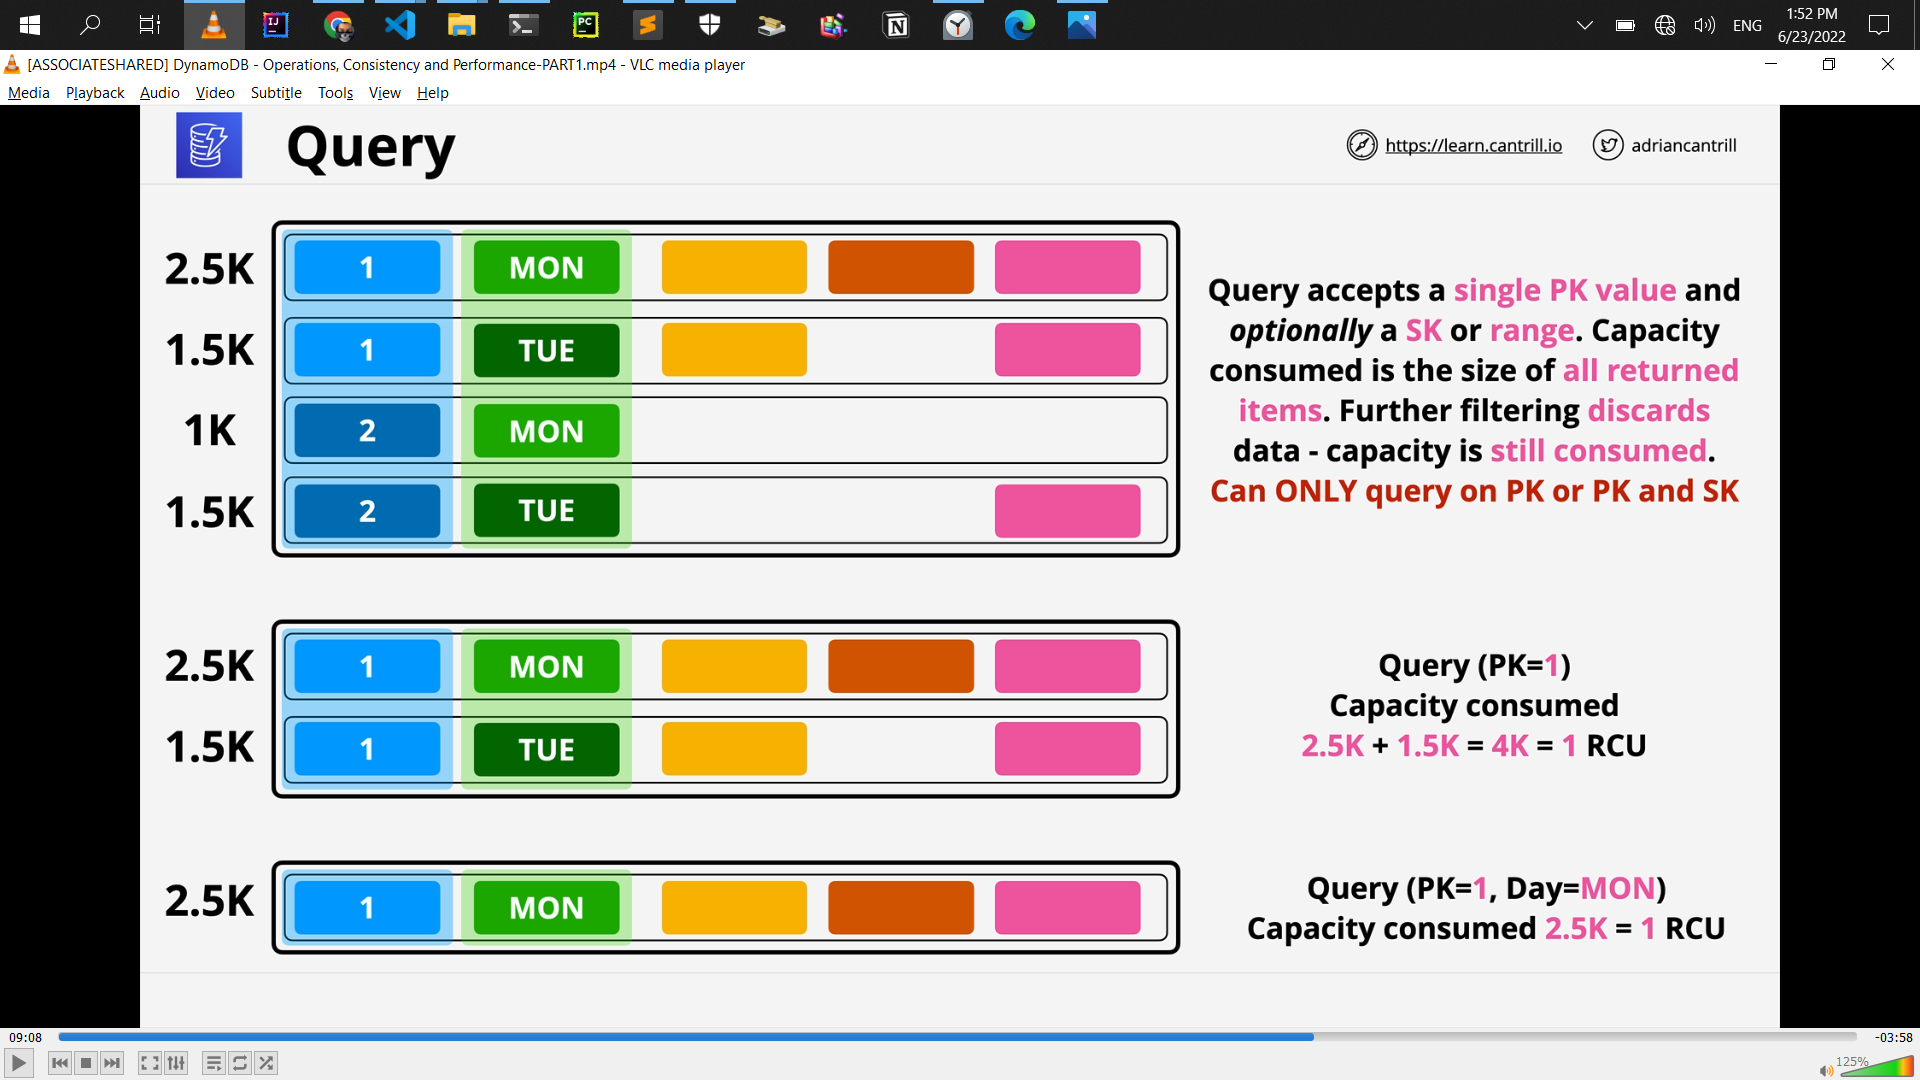 1:52 PM
ENG
6/23/2022
[ASSOCIATESHARED] DynamoDB - Operations, Consistency and Performance-PART1.mp4 - VLC media player
Media Playback Audio Video Subtitle Tools View Help
Query
https://learn.cantrill.io
adriancantrill
2.5K 1 MON
1.5K 1 TUE
1K 2 MON
1.5K 2 TUE
Query accepts a single PK value and
optionally a SK or range. Capacity
consumed is the size of all returned
items. Further filtering discards
data - capacity is still consumed.
Can ONLY query on PK or PK and SK
2.5K 1 MON
1.5K 1 TUE
Query (PK=1)
Capacity consumed
2.5K + 1.5K = 4K = 1 RCU
2.5K 1 MON
Query (PK=1, Day=MON)
Capacity consumed 2.5K = 1 RCU
09:08
-03:58
125%